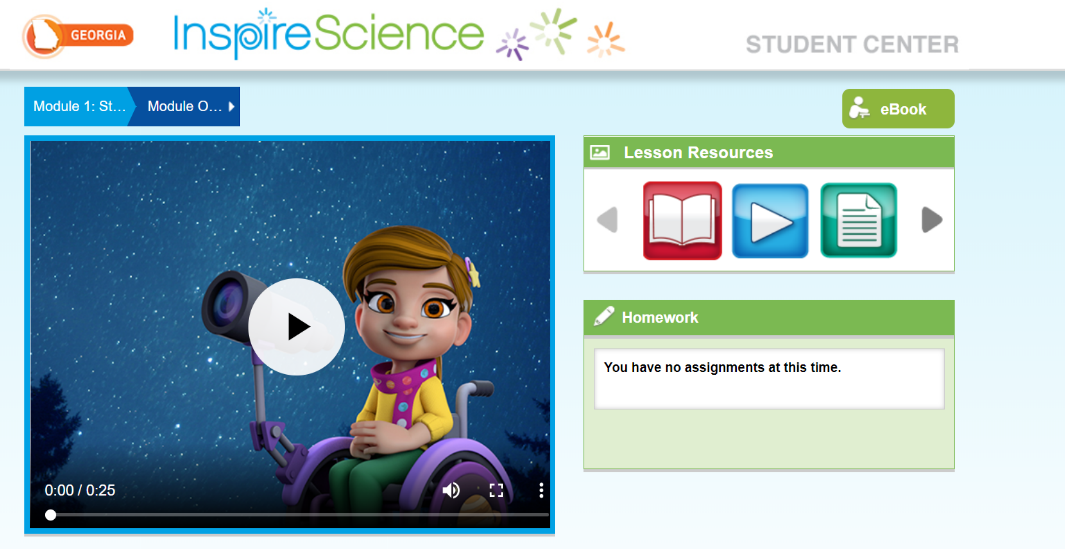 GEORGIA
InspireScience
STUDENT CENTER
Module 1: St...
Module O...
eBook
Lesson Resources
Homework
You have no assignments at this time.
0:00 / 0:25